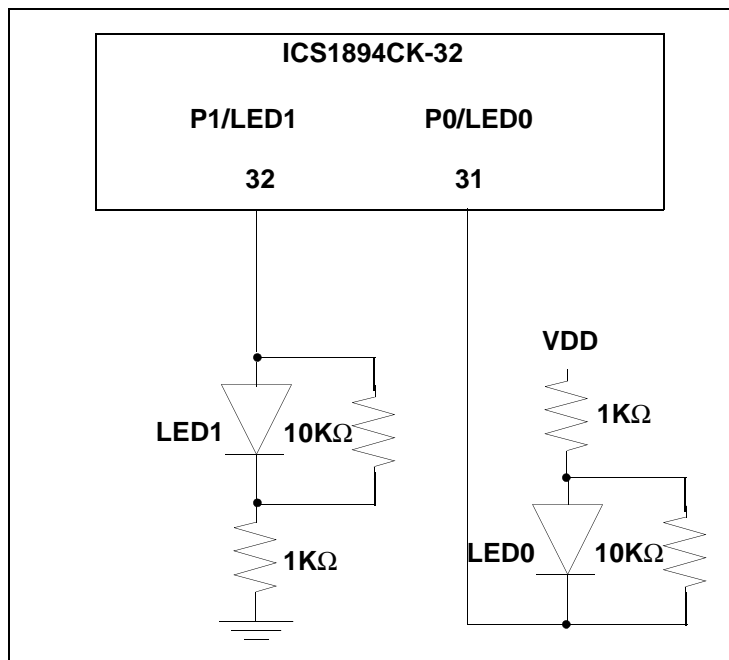 ICS1894CK-32
P1/LED1 P0/LED0
32 31
VDD
1KΩ
LED1 10KΩ
LED0 10KΩ
1KΩ